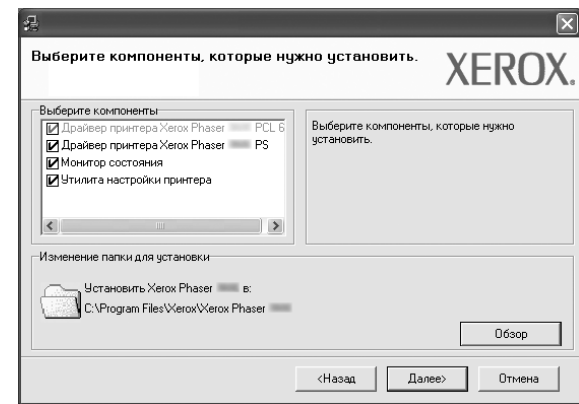 Выберите компоненты, которые нужно установить.
XEROX.
Выберите компоненты
Драйвер принтера Xerox Phaser PCL 6
Драйвер принтера Xerox Phaser PS
Монитор состояния
Утилита настройки принтера
Выберите компоненты, которые нужно
установить.
Изменение папки для установки
Установить Xerox Phaser в:
C:\Program Files\Xerox\Xerox Phaser
Обзор
<Назад
Далее>
Отмена